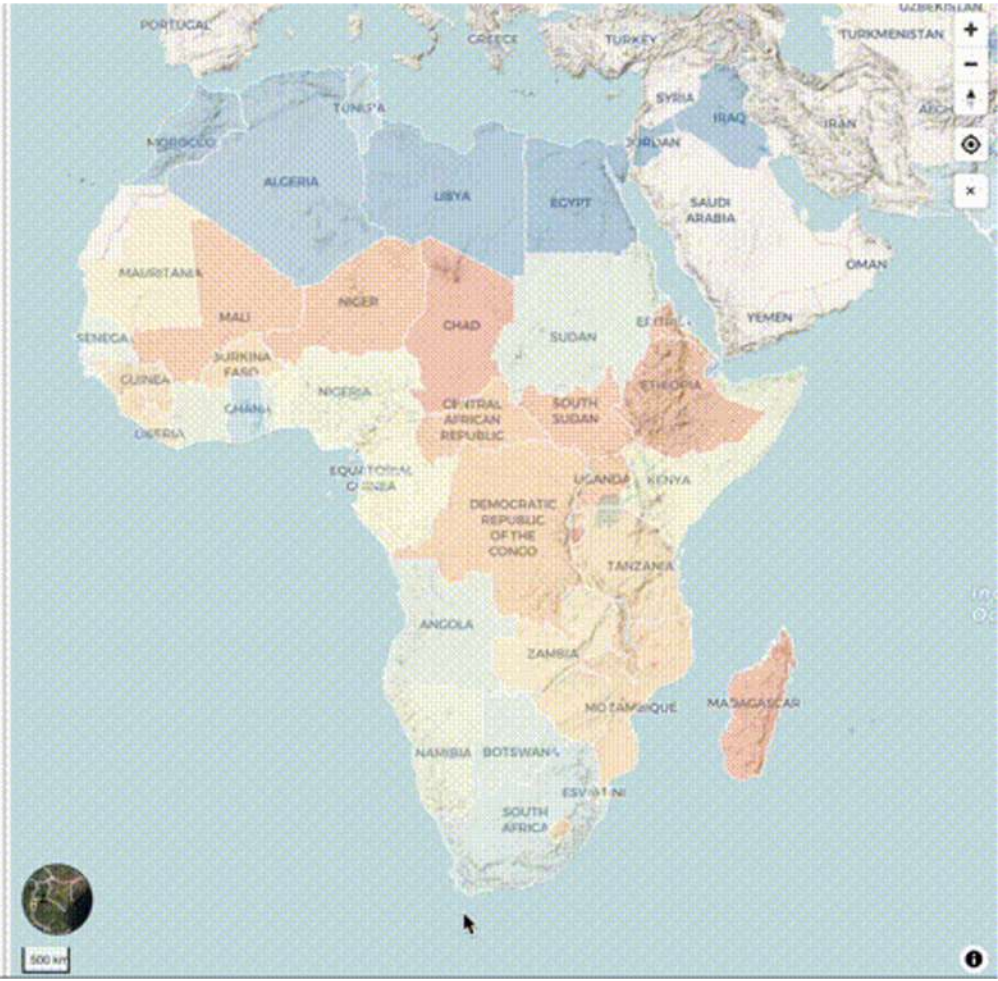 PORTUGAL
GREECE
TURKEY
UZBEKISTAN
TURKMENISTAN
SYRIA
IRAQ
IRAN
JORDAN
TUNISIA
MOROCCO
ALGERIA
LIBYA
EGYPT
SAUDI
ARABIA
OMAN
YEMEN
MAURITANIA
MALI
NIGER
CHAD
SUDAN
SENEGA
BURKINA
FASO
GUINEA
GHANA
NIGERIA
LIBERIA
CENTRAL
AFRICAN
REPUBLIC
SOUTH
SUDAN
ETHIOPIA
EQUATORIAL
GUINEA
UGANDA
KENYA
DEMOCRATIC
REPUBLIC
OF THE
CONGO
TANZANIA
ANGOLA
ZAMBIA
MOZAMBIQUE
MADAGASCAR
NAMIBIA
BOTSWANA
ESWATINI
SOUTH
AFRICA
500 km